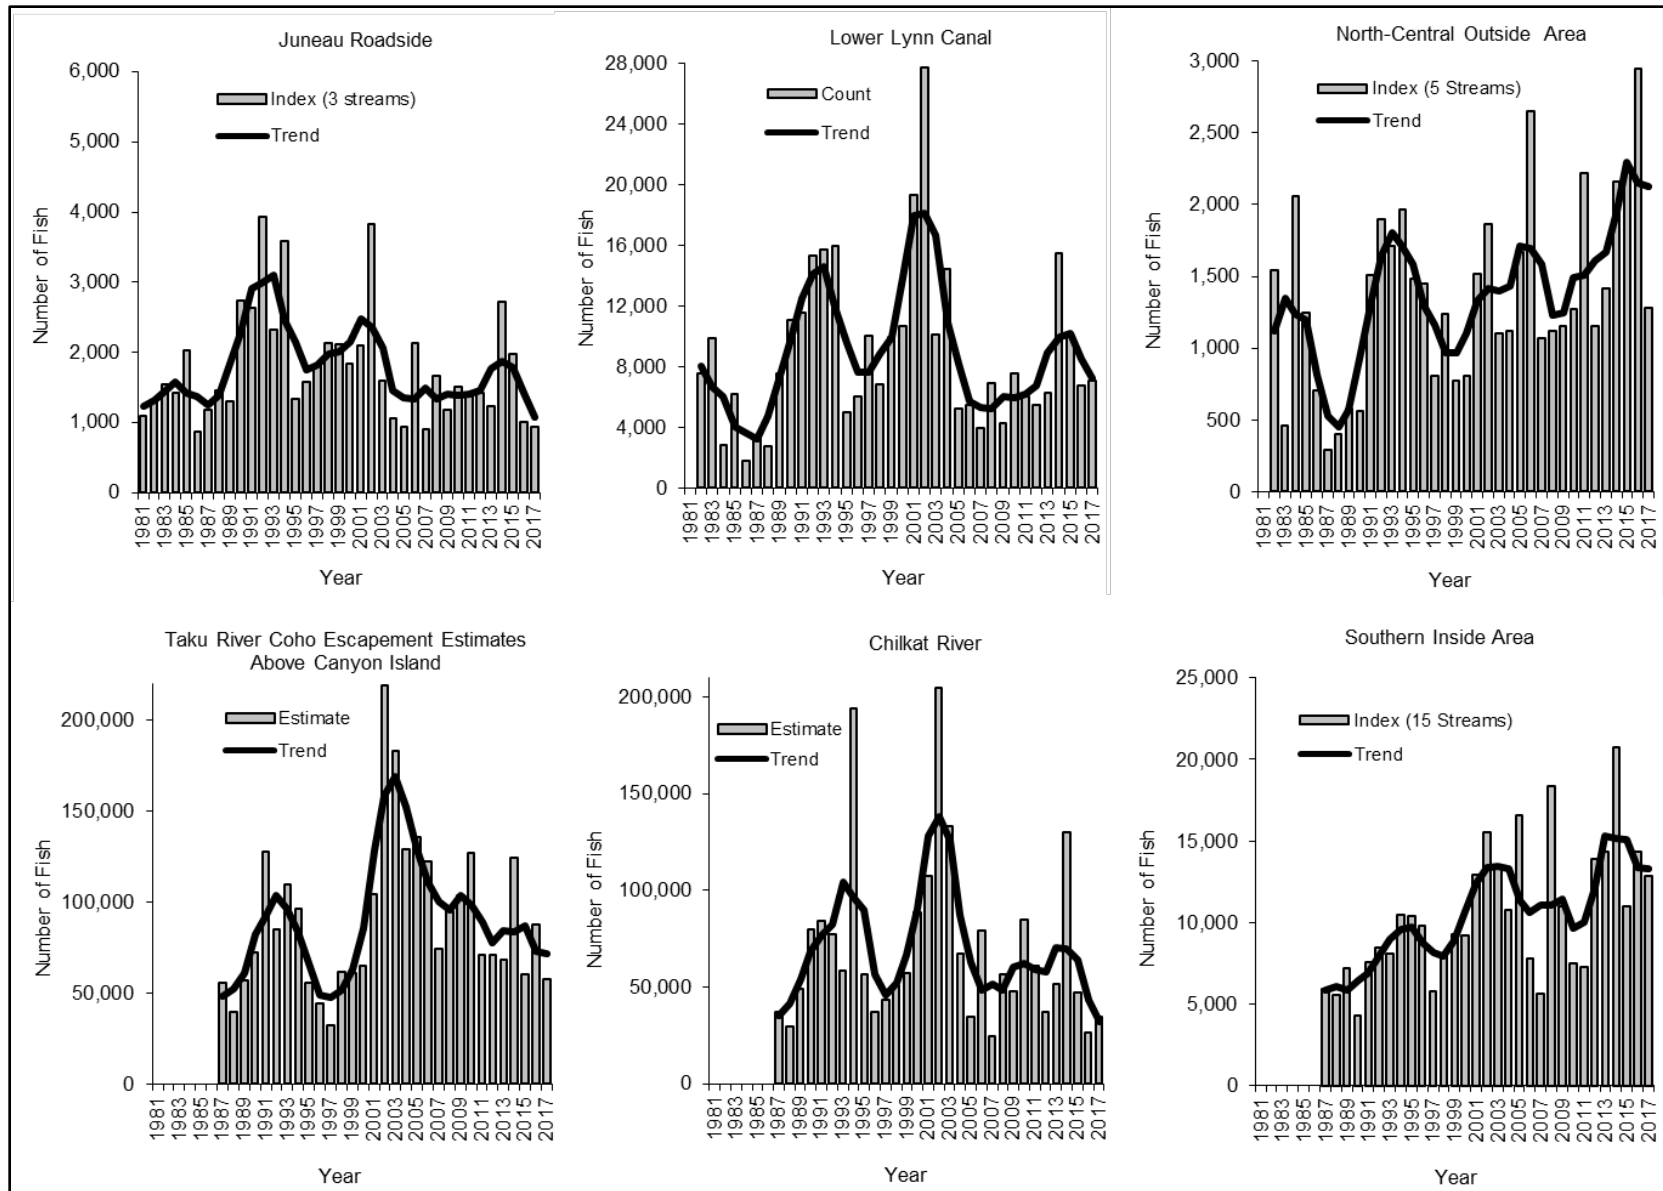 Juneau Roadside
6,000
5,000
4,000
3,000
2,000
1,000
0
Number of Fish
Index (3 streams)
Trend
1981 1983 1985 1987 1989 1991 1993 1995 1997 1999 2001 2003 2005 2007 2009 2011 2013 2015 2017
Year
Lower Lynn Canal
28,000
24,000
20,000
16,000
12,000
8,000
4,000
0
Number of Fish
Count
Trend
1981 1983 1985 1987 1989 1991 1993 1995 1997 1999 2001 2003 2005 2007 2009 2011 2013 2015 2017
Year
North-Central Outside Area
3,000
2,500
2,000
1,500
1,000
500
0
Number of Fish
Index (5 Streams)
Trend
1981 1983 1985 1987 1989 1991 1993 1995 1997 1999 2001 2003 2005 2007 2009 2011 2013 2015 2017
Year
Taku River Coho Escapement Estimates
Above Canyon Island
200,000
150,000
100,000
50,000
0
Number of Fish
Estimate
Trend
1981 1983 1985 1987 1989 1991 1993 1995 1997 1999 2001 2003 2005 2007 2009 2011 2013 2015 2017
Year
Chilkat River
200,000
150,000
100,000
50,000
0
Number of Fish
Estimate
Trend
1981 1983 1985 1987 1989 1991 1993 1995 1997 1999 2001 2003 2005 2007 2009 2011 2013 2015 2017
Year
Southern Inside Area
25,000
20,000
15,000
10,000
5,000
0
Number of Fish
Index (15 Streams)
Trend
1981 1983 1985 1987 1989 1991 1993 1995 1997 1999 2001 2003 2005 2007 2009 2011 2013 2015 2017
Year